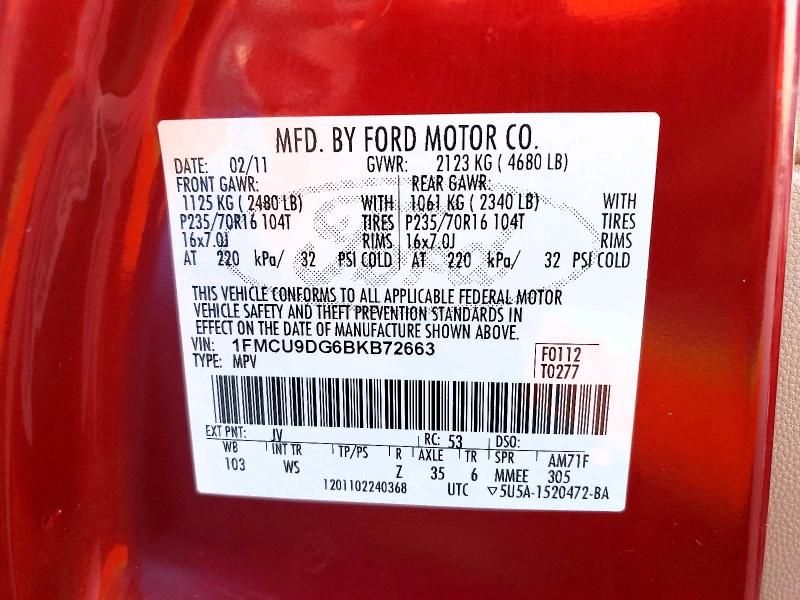 MFD. BY FORD MOTOR CO.
DATE: 02/11 GVWR: 2123 KG ( 4680 LB)
FRONT GAWR: REAR GAWR:
1125 KG ( 2480 LB) WITH 1061 KG ( 2340 LB) WITH
P235/70R16 104T TIRES P235/70R16 104T TIRES
16x7.0J RIMS 16x7.0J RIMS
AT 220 kPa/ 32 PSI COLD AT 220 kPa/ 32 PSI COLD
THIS VEHICLE CONFORMS TO ALL APPLICABLE FEDERAL MOTOR
VEHICLE SAFETY AND THEFT PREVENTION STANDARDS IN
EFFECT ON THE DATE OF MANUFACTURE SHOWN ABOVE.
VIN: 1FMCU9DG6BKB72663 F0112
TYPE: MPV T0277
EXT PNT: JV RC: 53 DSO:
WB INT TR TP/PS R AXLE TR SPR AM71F
103 WS Z 35 6 MMEE 305
1201102240368 UTC ▽5U5A-1520472-BA
Ford